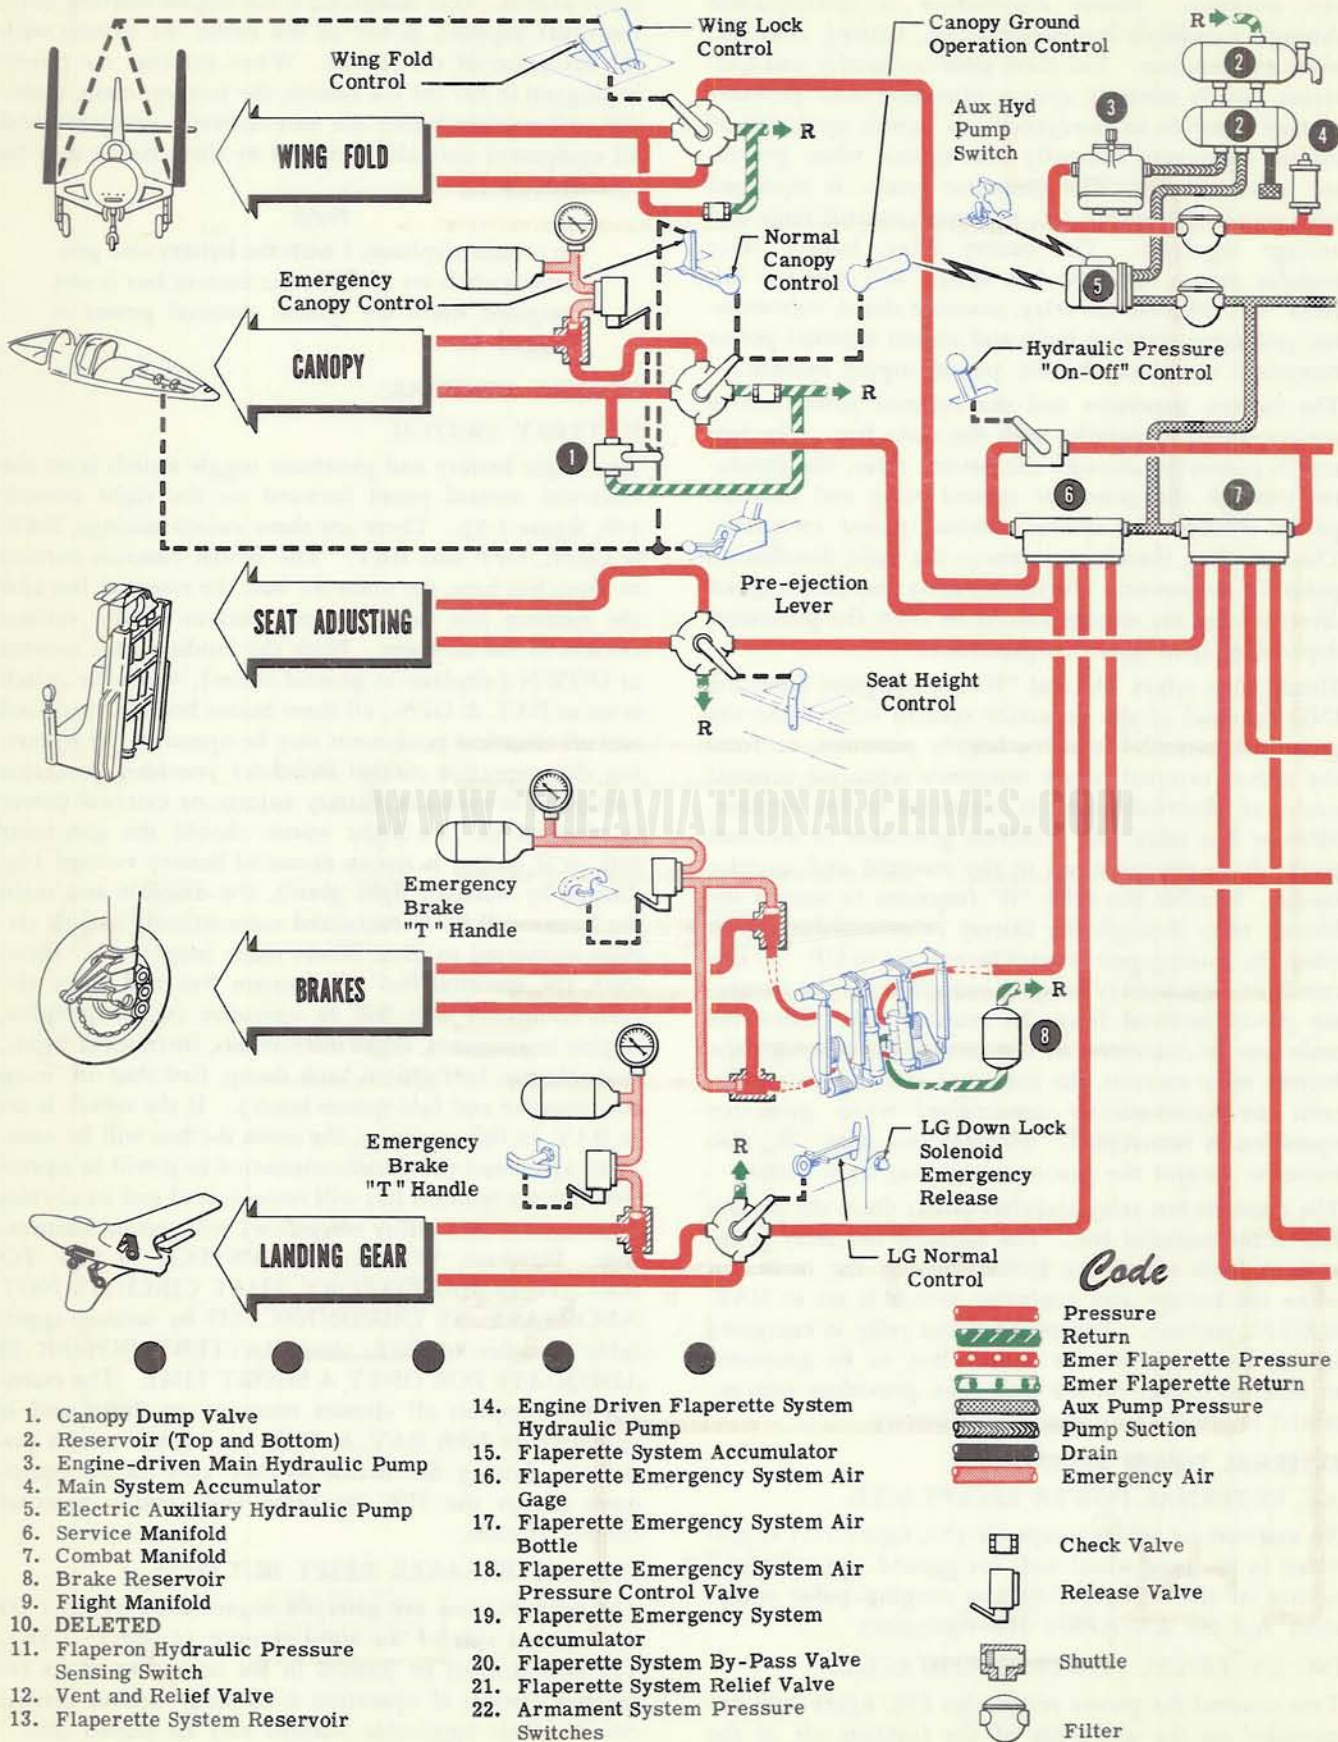 Wing Lock
Control
Canopy Ground
Operation Control
R
2
Wing Fold
Control
Aux Hyd
Pump
Switch
3
2
4
R
WING FOLD
Normal
Canopy
Control
Emergency
Canopy Control
5
Hydraulic Pressure
"On-Off" Control
CANOPY
R
1
6
7
Pre-ejection
Lever
SEAT ADJUSTING
Seat Height
Control
R
WWW.THEAVIATIONARCHIVES.COM
Emergency
Brake
"T" Handle
BRAKES
R
8
LG Down Lock
Solenoid
Emergency
Release
Emergency
Brake
"T" Handle
R
LANDING GEAR
LG Normal
Control
Code
Pressure
Return
Emer Flaperette Pressure
Emer Flaperette Return
Aux Pump Pressure
Pump Suction
Drain
Emergency Air
Check Valve
Release Valve
Shuttle
Filter
1. Canopy Dump Valve
2. Reservoir (Top and Bottom)
3. Engine-driven Main Hydraulic Pump
4. Main System Accumulator
5. Electric Auxiliary Hydraulic Pump
6. Service Manifold
7. Combat Manifold
8. Brake Reservoir
9. Flight Manifold
10. DELETED
11. Flaperon Hydraulic Pressure
Sensing Switch
12. Vent and Relief Valve
13. Flaperette System Reservoir
14. Engine Driven Flaperette System
Hydraulic Pump
15. Flaperette System Accumulator
16. Flaperette Emergency System Air
Gage
17. Flaperette Emergency System Air
Bottle
18. Flaperette Emergency System Air
Pressure Control Valve
19. Flaperette Emergency System
Accumulator
20. Flaperette System By-Pass Valve
21. Flaperette System Relief Valve
22. Armament System Pressure
Switches